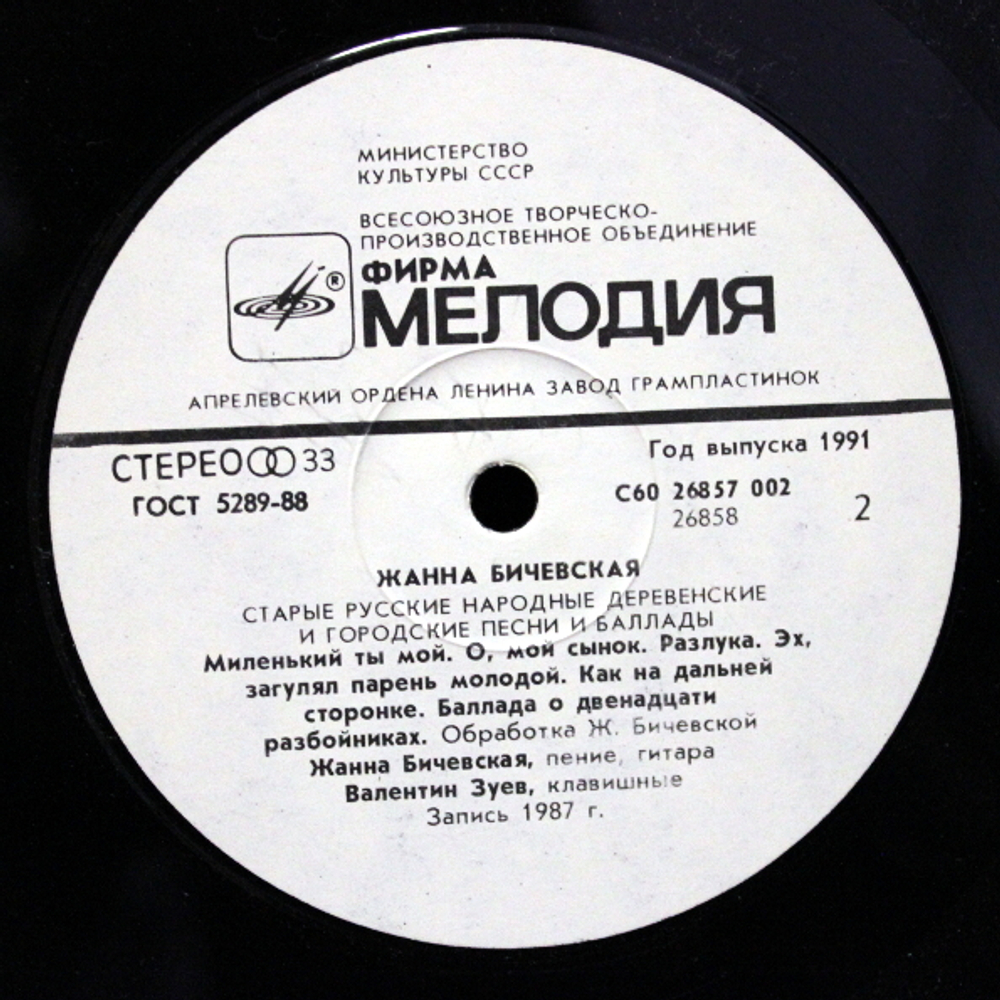 МИНИСТЕРСТВО
КУЛЬТУРЫ СССР
ВСЕСОЮЗНОЕ ТВОРЧЕСКО-
ПРОИЗВОДСТВЕННОЕ ОБЪЕДИНЕНИЕ
ФИРМА
®
МЕЛОДИЯ
АПРЕЛЕВСКИЙ ОРДЕНА ЛЕНИНА ЗАВОД ГРАМПЛАСТИНОК
СТЕРЕО 33
Год выпуска 1991
ГОСТ 5289-88
С60 26857 002
26858
2
ЖАННА БИЧЕВСКАЯ
СТАРЫЕ РУССКИЕ НАРОДНЫЕ ДЕРЕВЕНСКИЕ
И ГОРОДСКИЕ ПЕСНИ И БАЛЛАДЫ
Миленький ты мой. О, мой сынок. Разлука. Эх,
загулял парень молодой. Как на дальней
сторонке. Баллада о двенадцати
разбойниках. Обработка Ж. Бичевской
Жанна Бичевская, пение, гитара
Валентин Зуев, клавишные
Запись 1987 г.